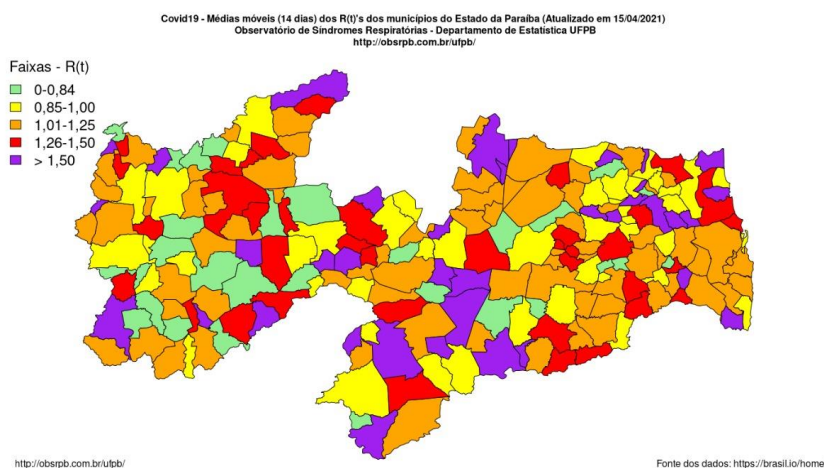 Covid19 - Médias móveis (14 dias) dos R(t)'s dos municípios do Estado da Paraíba (Atualizado em 15/04/2021)
Observatório de Síndromes Respiratórias - Departamento de Estatística UFPB
http://obsrpb.com.br/ufpb/
Faixas - R(t)
0-0,84
0,85-1,00
1,01-1,25
1,26-1,50
> 1,50
http://obsrpb.com.br/ufpb/
Fonte dos dados: https://brasil.io/home